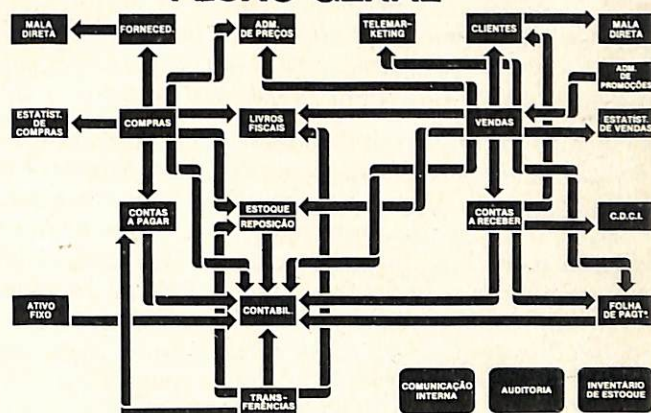 FLUXO GERAL
MALA
DIRETA
FORNECED.
ADM.
DE PREÇOS
TELEMAR-
KETING
CLIENTES
MALA
DIRETA
ADM.
DE
PROMOÇÕES
ESTATÍST.
DE
COMPRAS
COMPRAS
LIVROS
FISCAIS
VENDAS
ESTATÍST.
DE VENDAS
CONTAS
A PAGAR
ESTOQUE
REPOSIÇÃO
CONTAS
A RECEBER
C.D.C.I.
ATIVO
FIXO
CONTABIL.
FOLHA
DE PAGTº.
TRANS-
FERÊNCIAS
COMUNICAÇÃO
INTERNA
AUDITORIA
INVENTÁRIO
DE ESTOQUE